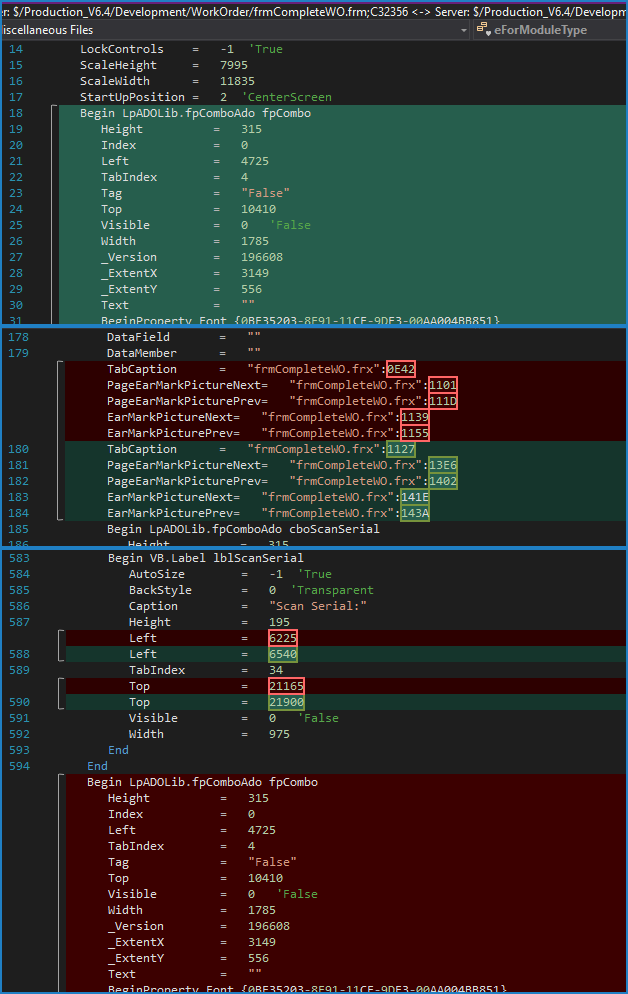 er: $/Production_V6.4/Development/WorkOrder/frmCompleteWO.frm;C32356 <-> Server: $/Production_V6.4/Developm
iscellaneous Files eForModuleType
14 LockControls = -1 'True
15 ScaleHeight = 7995
16 ScaleWidth = 11835
17 StartUpPosition = 2 'CenterScreen
18 Begin LpADOLib.fpComboAdo fpCombo
19 Height = 315
20 Index = 0
21 Left = 4725
22 TabIndex = 4
23 Tag = "False"
24 Top = 10410
25 Visible = 0 'False
26 Width = 1785
27 _Version = 196608
28 _ExtentX = 3149
29 _ExtentY = 556
30 Text = ""
31 BeginProperty Font {0BE35203-8F91-11CE-9DE3-00AA004BB851}
178 DataField = ""
179 DataMember = ""
TabCaption = "frmCompleteWO.frx":0E42
PageEarMarkPictureNext= "frmCompleteWO.frx":1101
PageEarMarkPicturePrev= "frmCompleteWO.frx":111D
EarMarkPictureNext= "frmCompleteWO.frx":1139
EarMarkPicturePrev= "frmCompleteWO.frx":1155
180 TabCaption = "frmCompleteWO.frx":1127
181 PageEarMarkPictureNext= "frmCompleteWO.frx":13E6
182 PageEarMarkPicturePrev= "frmCompleteWO.frx":1402
183 EarMarkPictureNext= "frmCompleteWO.frx":141E
184 EarMarkPicturePrev= "frmCompleteWO.frx":143A
185 Begin LpADOLib.fpComboAdo cboScanSerial
186 Height = 315
583 Begin VB.Label lblScanSerial
584 AutoSize = -1 'True
585 BackStyle = 0 'Transparent
586 Caption = "Scan Serial:"
587 Height = 195
Left = 6225
588 Left = 6540
589 TabIndex = 34
Top = 21165
590 Top = 21900
591 Visible = 0 'False
592 Width = 975
593 End
594 End
Begin LpADOLib.fpComboAdo fpCombo
Height = 315
Index = 0
Left = 4725
TabIndex = 4
Tag = "False"
Top = 10410
Visible = 0 'False
Width = 1785
_Version = 196608
_ExtentX = 3149
_ExtentY = 556
Text = ""
BeginProperty Font {0BE35203-8F91-11CE-9DE3-00AA004BB851}